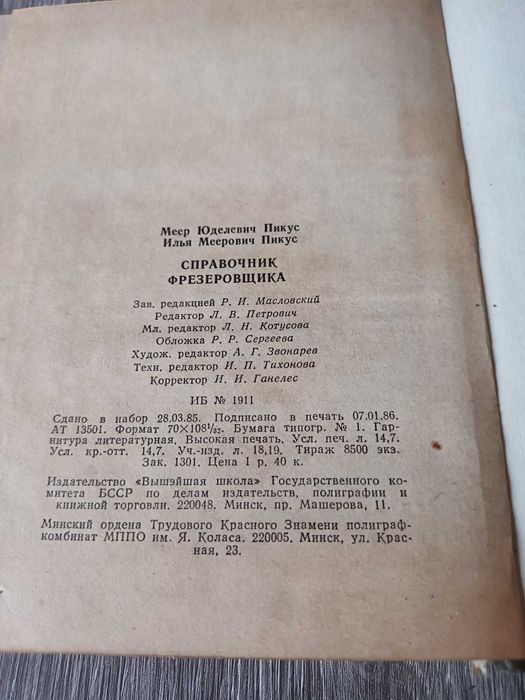 Меер Юделевич Пикус
Илья Меерович Пикус
СПРАВОЧНИК
ФРЕЗЕРОВЩИКА
Зав. редакцией Р. И. Масловский
Редактор Л. В. Петрович
Мл. редактор Л. Н. Котусова
Обложка Р. Р. Сергеева
Худож. редактор А. Г. Звонарев
Техн. редактор И. П. Тихонова
Корректор И. И. Ганелес
ИБ № 1911
Сдано в набор 28.03.85. Подписано в печать 07.01.86.
АТ 13501. Формат 70×108¹/₃₂. Бумага типогр. № 1. Гар-
нитура литературная. Высокая печать. Усл. печ. л. 14,7.
Усл. кр.-отт. 14,7. Уч.-изд. л. 18,19. Тираж 8500 экз.
Зак. 1301. Цена 1 р. 40 к.
Издательство «Вышэйшая школа» Государственного ко-
митета БССР по делам издательств, полиграфии и
книжной торговли. 220048. Минск, пр. Машерова, 11.
Минский ордена Трудового Красного Знамени полиграф-
комбинат МППО им. Я. Коласа. 220005. Минск, ул. Крас-
ная, 23.